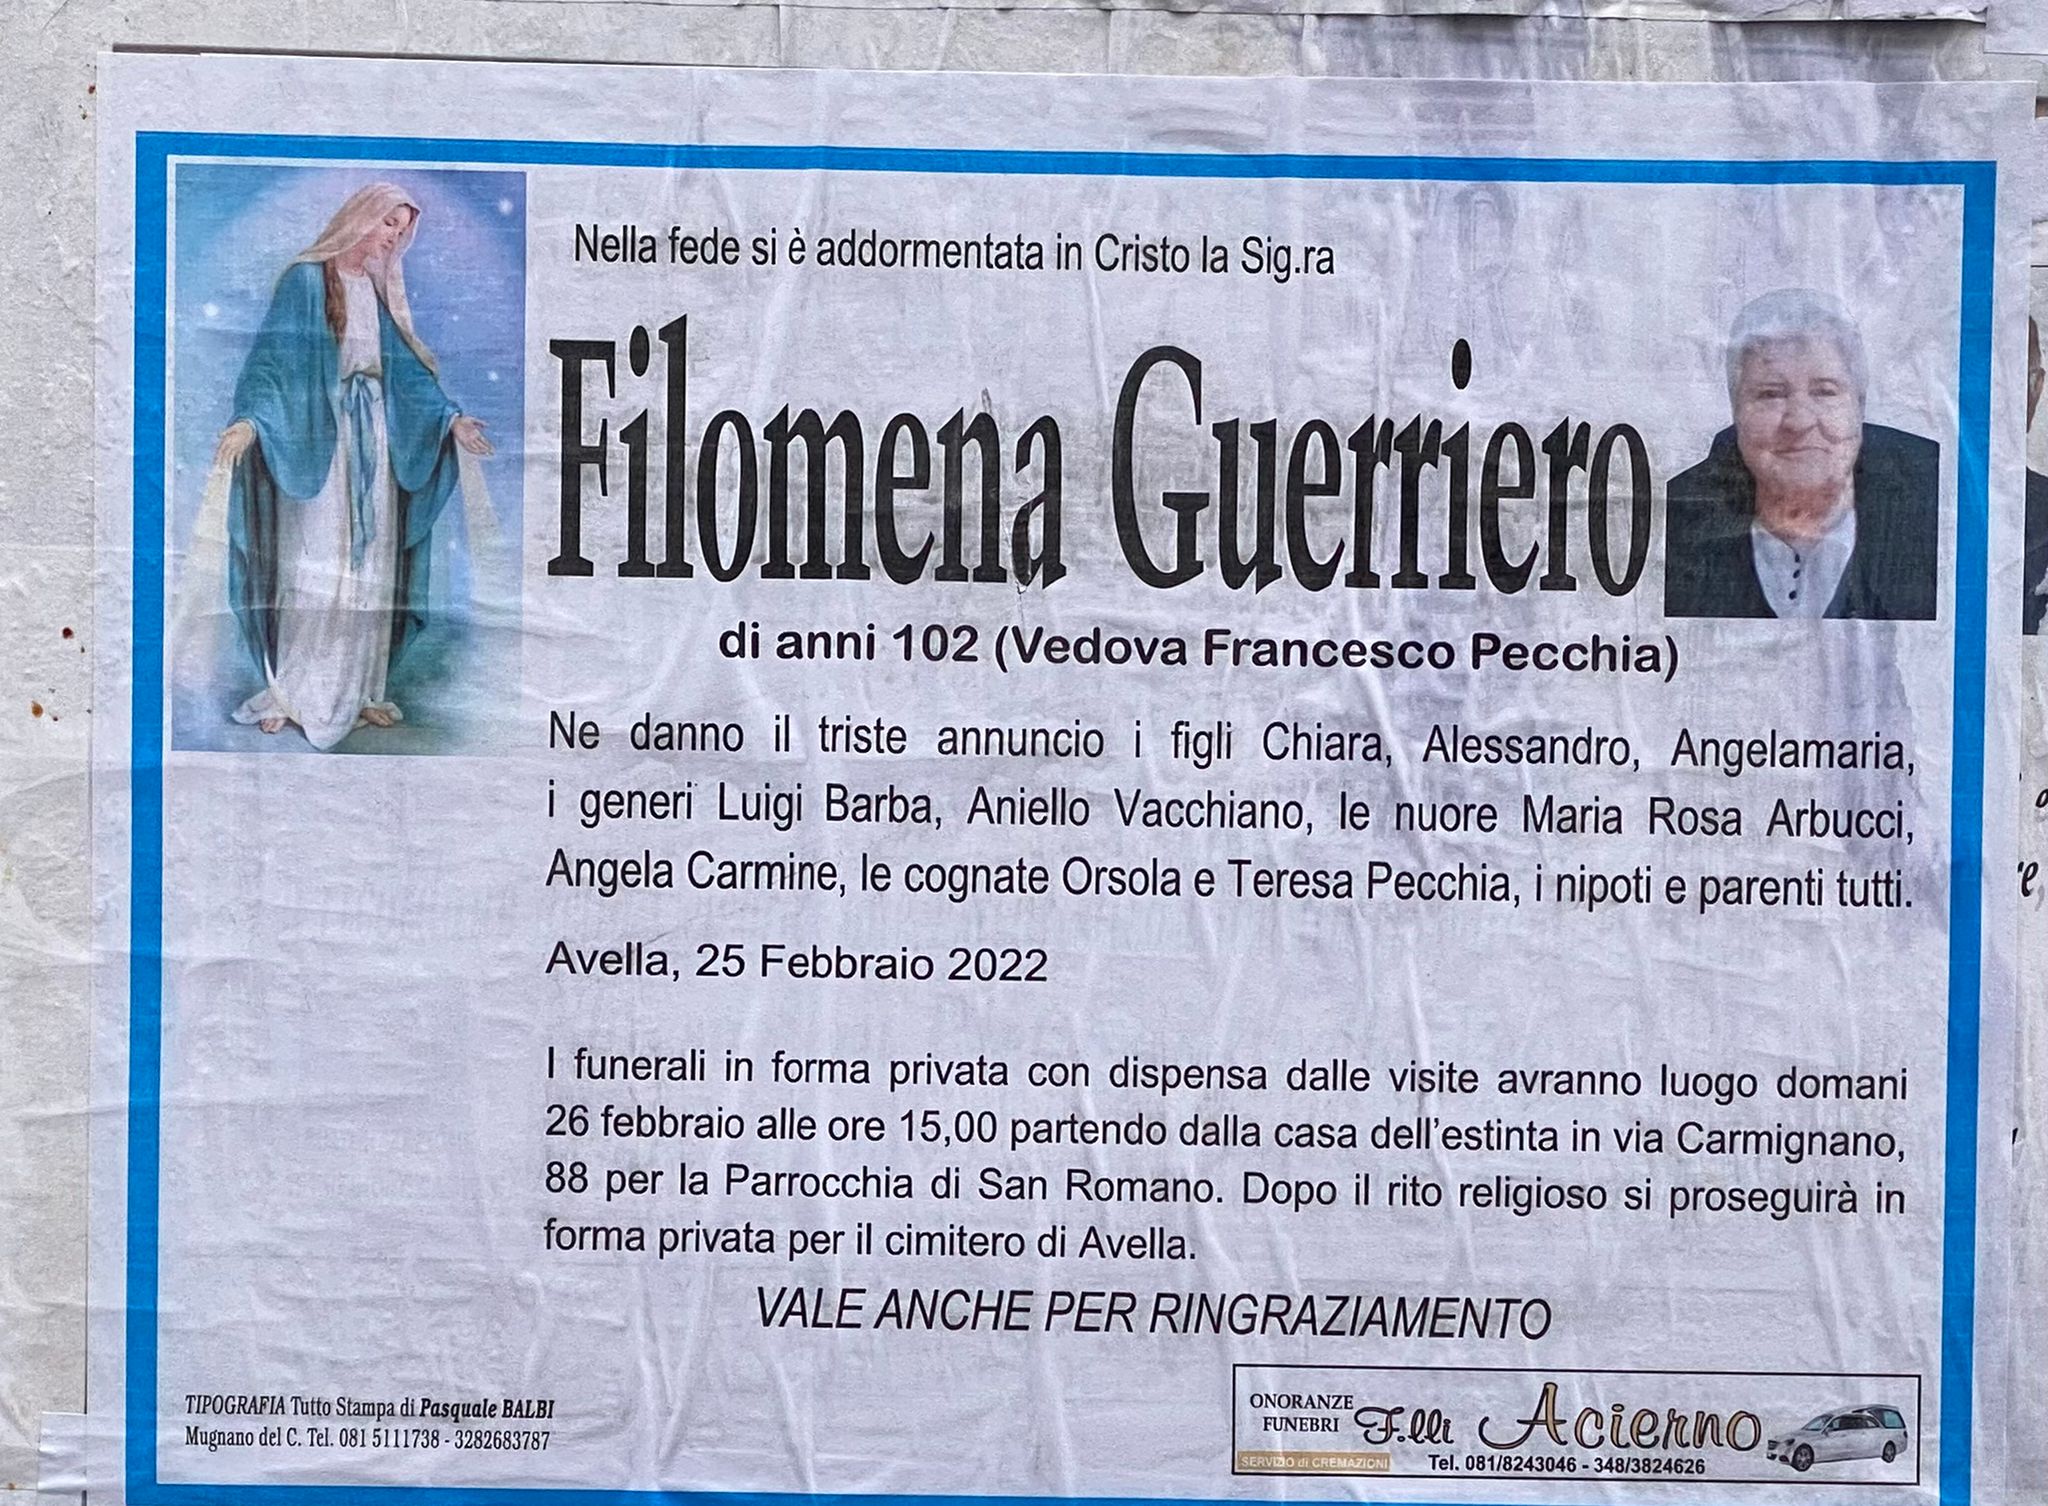 Nella fede si è addormentata in Cristo la Sig.ra
Filomena Guerriero
di anni 102 (Vedova Francesco Pecchia)
Ne danno il triste annuncio i figli Chiara, Alessandro, Angelamaria,
i generi Luigi Barba, Aniello Vacchiano, le nuore Maria Rosa Arbucci,
Angela Carmine, le cognate Orsola e Teresa Pecchia, i nipoti e parenti tutti.
Avella, 25 Febbraio 2022
I funerali in forma privata con dispensa dalle visite avranno luogo domani
26 febbraio alle ore 15,00 partendo dalla casa dell'estinta in via Carmignano,
88 per la Parrocchia di San Romano. Dopo il rito religioso si proseguirà in
forma privata per il cimitero di Avella.
VALE ANCHE PER RINGRAZIAMENTO
TIPOGRAFIA Tutto Stampa di Pasquale BALBI
Mugnano del C. Tel. 081 5111738 - 3282683787
ONORANZE
FUNEBRI
F.lli Acierno
SERVIZIO di CREMAZIONI
Tel. 081/8243046 - 348/3824626